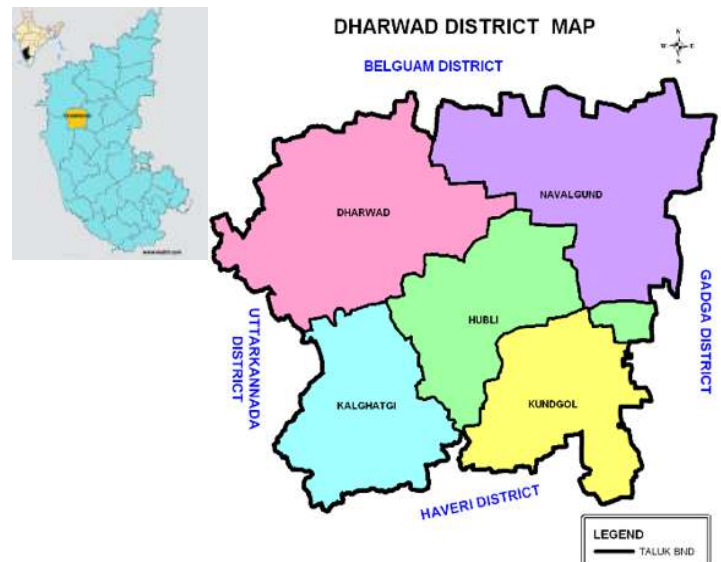 DHARWAD DISTRICT MAP
N
W
E
S
BELGUAM DISTRICT
NAVALGUND
DHARWAD
GADGA DISTRICT
UTTARKANNADA
DISTRICT
HUBLI
KALGHATGI
KUNDGOL
HAVERI DISTRICT
LEGEND
TALUK BND